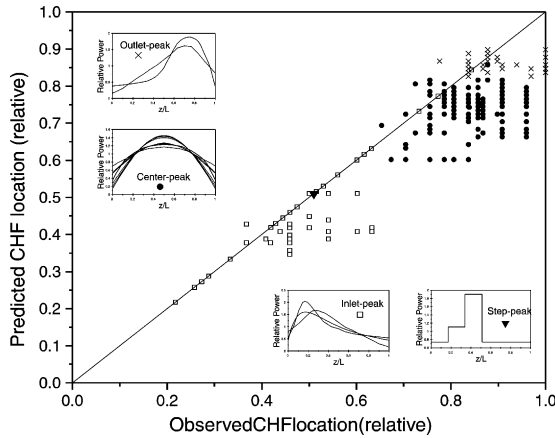 Predicted CHF location (relative)
1.0
0.9
0.8
0.7
0.6
0.5
0.4
0.3
0.2
0.1
0.0
0.0
0.2
0.4
0.6
0.8
1.0
ObservedCHFlocation(relative)
Outlet-peak
Relative Power
z/L
Center-peak
Relative Power
z/L
Inlet-peak
Relative Power
z/L
Step-peak
Relative Power
z/L